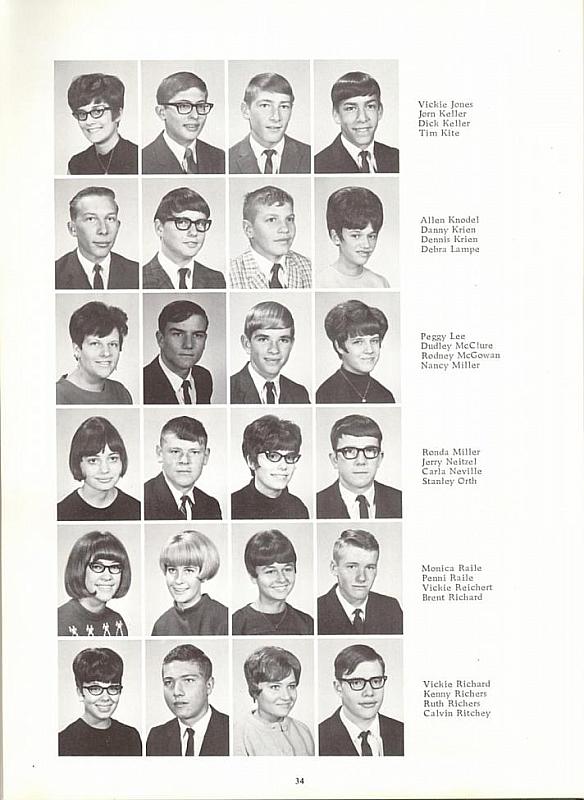 Vickie Jones
Jorn Keller
Dick Keller
Tim Kite
Allen Knodel
Danny Krien
Dennis Krien
Debra Lampe
Peggy Lee
Dudley McClure
Rodney McGowan
Nancy Miller
Ronda Miller
Jerry Neitzel
Carla Neville
Stanley Orth
Monica Raile
Penni Raile
Vickie Reichert
Brent Richard
Vickie Richard
Kenny Richers
Ruth Richers
Calvin Ritchey
34